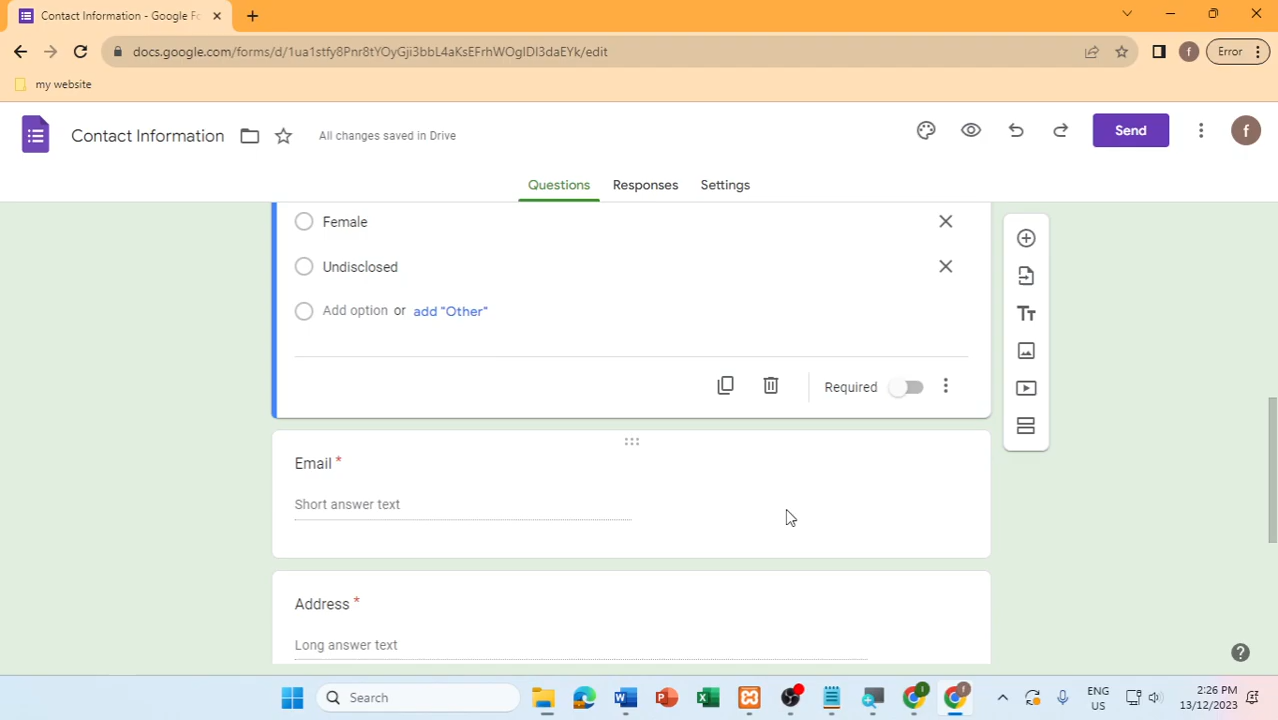 Contact Information - Google Fo
docs.google.com/forms/d/1ua1stfy8Pnr8tYOyGji3bbL4aKsEFrhWOgIDI3daEYk/edit
f
Error
my website
Contact Information
All changes saved in Drive
Send
f
Questions
Responses
Settings
Female
Undisclosed
Add option or add "Other"
Tт
Required
Email *
Short answer text
Address *
Long answer text
Search
ENG
US
2:26 PM
13/12/2023